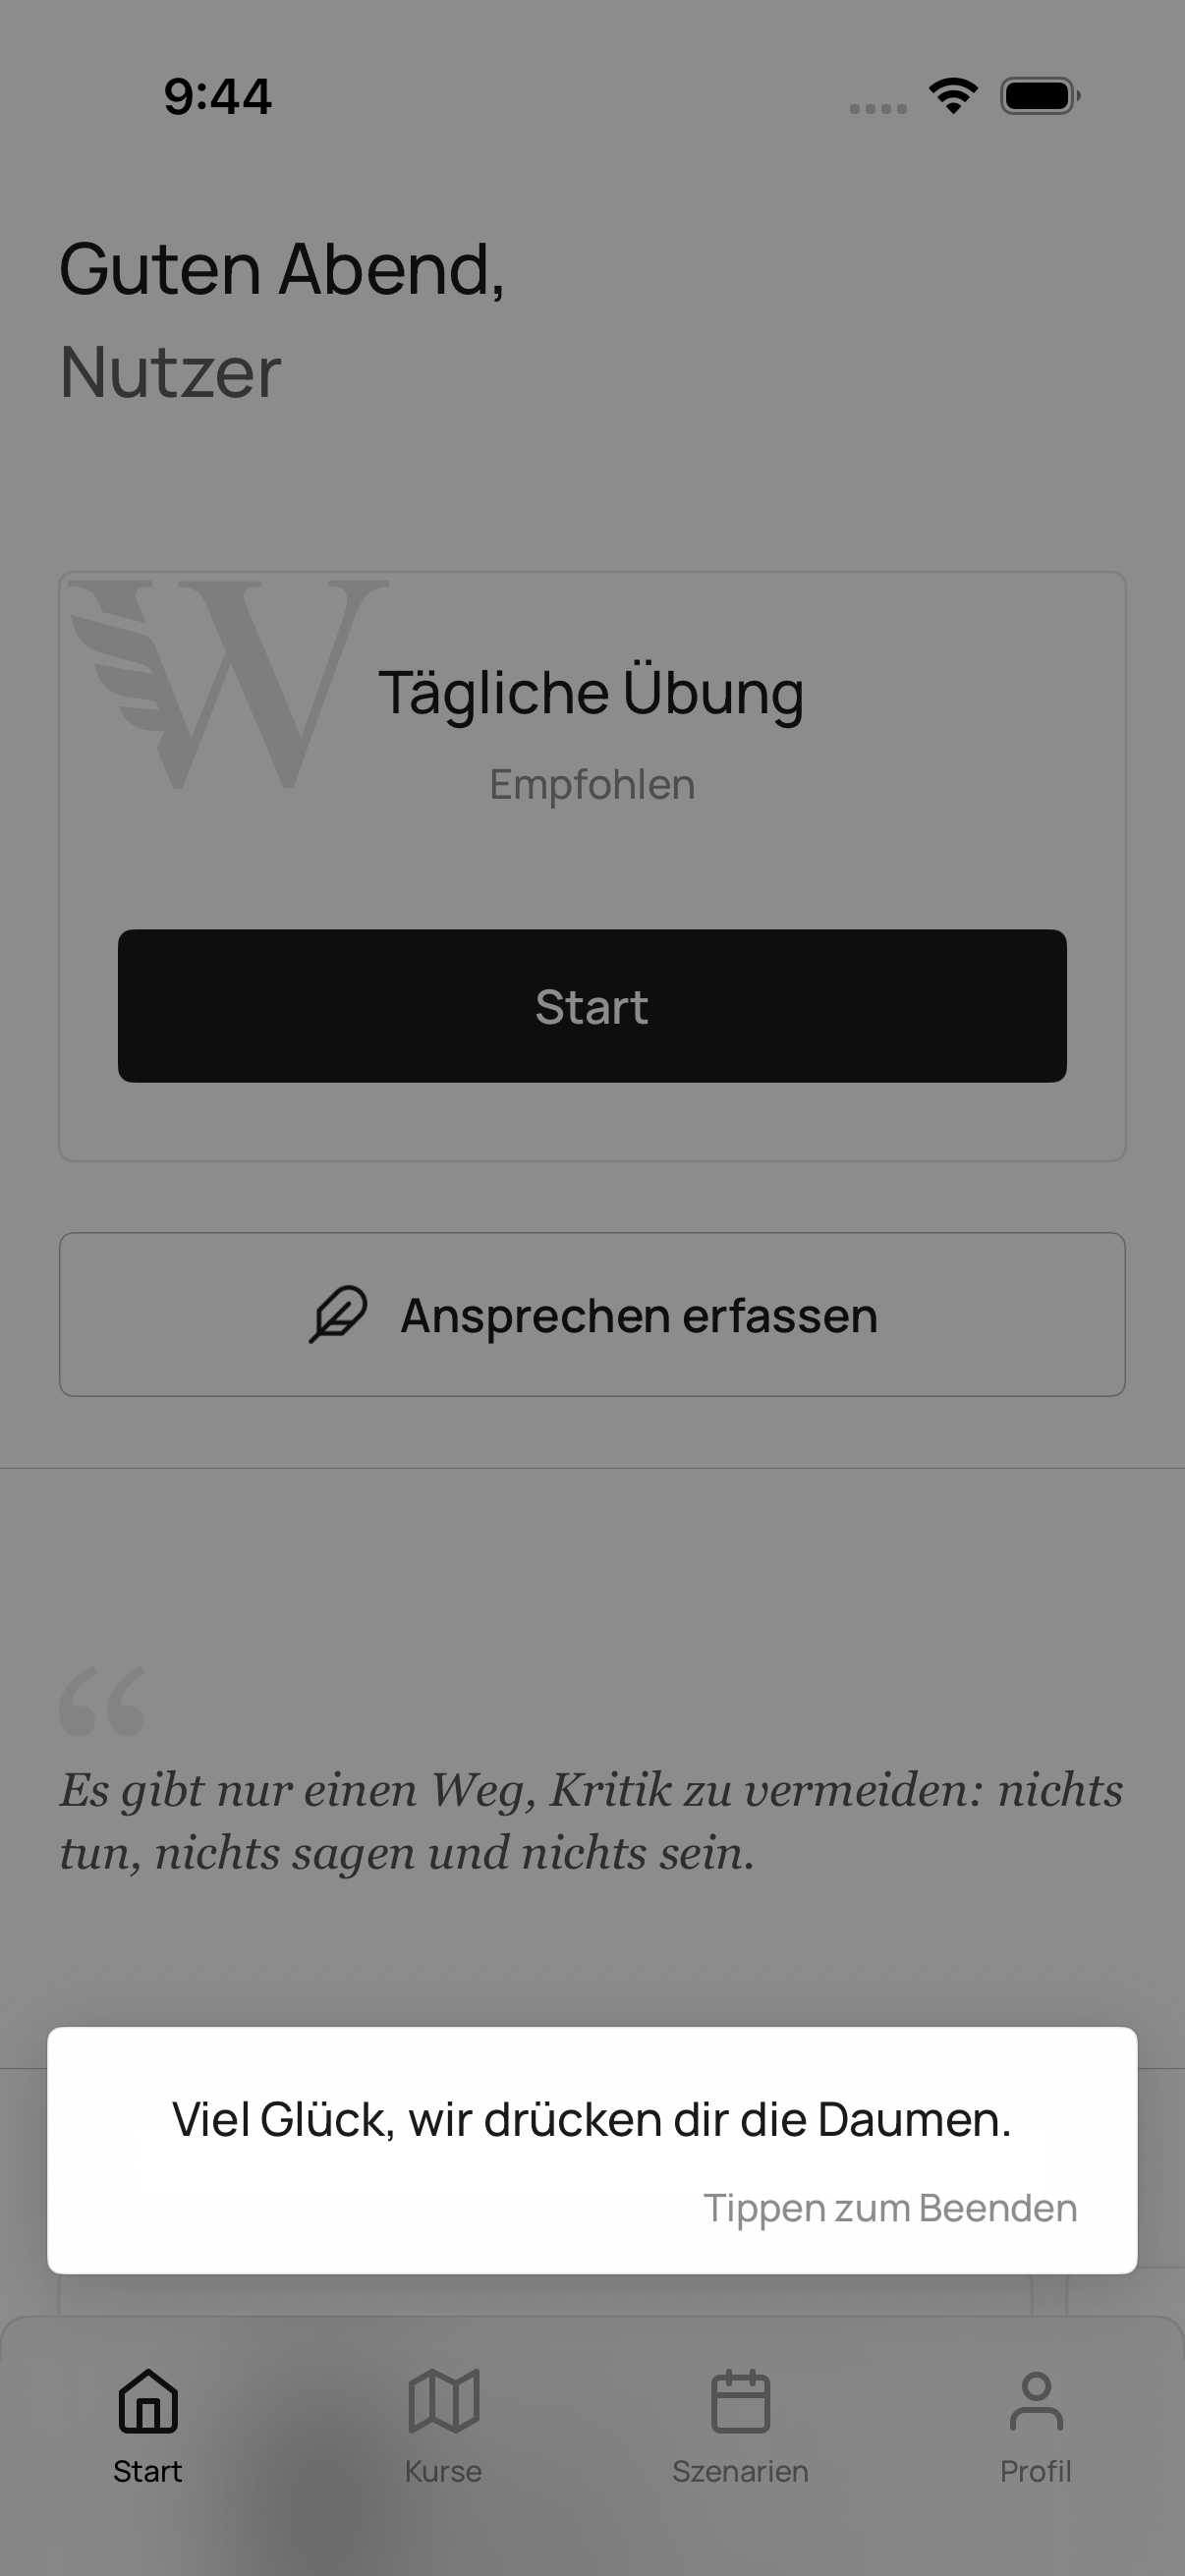 9:44
Guten Abend,
Nutzer
W
Tägliche Übung
Empfohlen
Start
Ansprechen erfassen
“
Es gibt nur einen Weg, Kritik zu vermeiden: nichts
tun, nichts sagen und nichts sein.
Viel Glück, wir drücken dir die Daumen.
Tippen zum Beenden
Start
Kurse
Szenarien
Profil